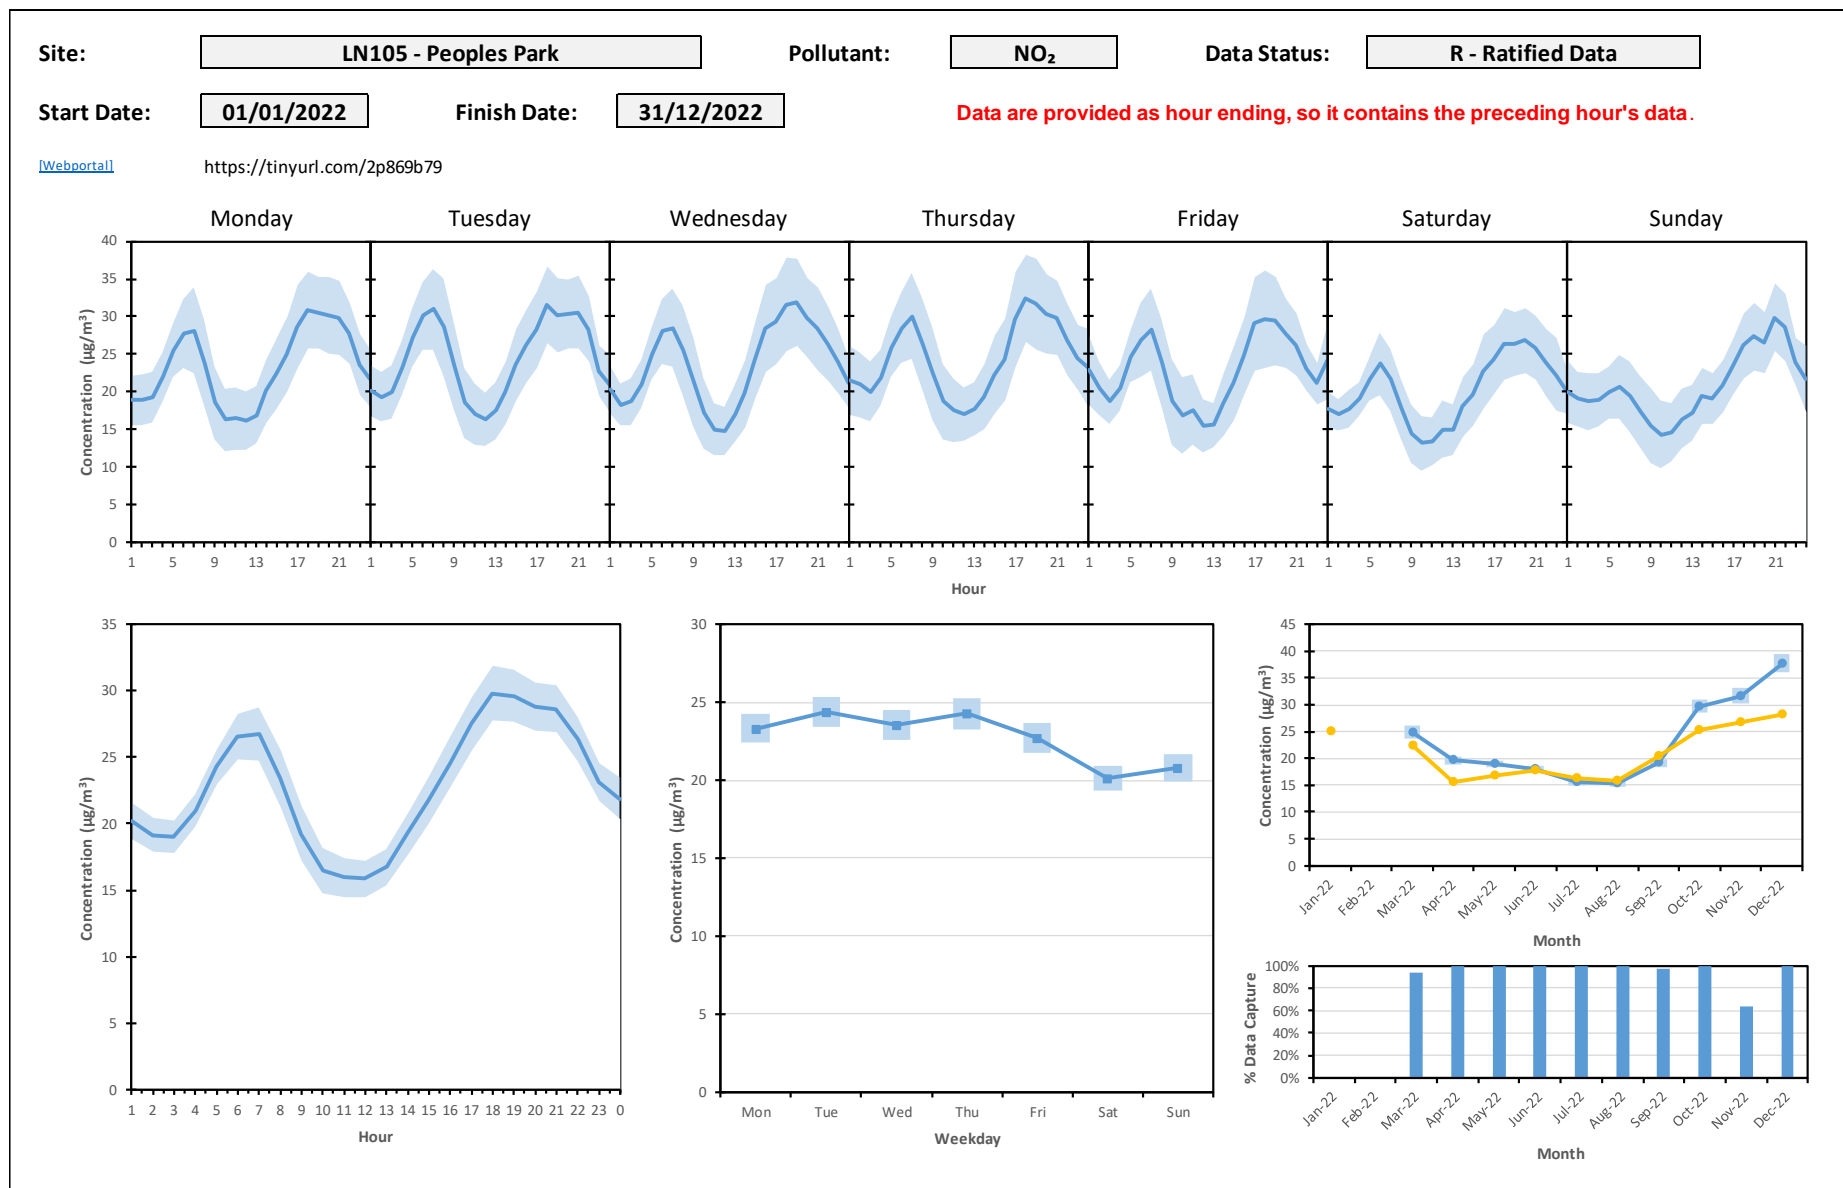 Site: LN105 - Peoples Park Pollutant: NO₂ Data Status: R - Ratified Data
Start Date: 01/01/2022 Finish Date: 31/12/2022 Data are provided as hour ending, so it contains the preceding hour's data.
[Webportal] https://tinyurl.com/2p869b79
Monday Tuesday Wednesday Thursday Friday Saturday Sunday
Concentration (µg/m³)
40
35
30
25
20
15
10
5
0
1 5 9 13 17 21 1 5 9 13 17 21 1 5 9 13 17 21 1 5 9 13 17 21 1 5 9 13 17 21 1 5 9 13 17 21 1 5 9 13 17 21
Hour
Concentration (µg/m³)
35
30
25
20
15
10
5
0
1 2 3 4 5 6 7 8 9 10 11 12 13 14 15 16 17 18 19 20 21 22 23 0
Hour
Concentration (µg/m³)
30
25
20
15
10
5
0
Mon Tue Wed Thu Fri Sat Sun
Weekday
Concentration (µg/m³)
45
40
35
30
25
20
15
10
5
0
Jan-22 Feb-22 Mar-22 Apr-22 May-22 Jun-22 Jul-22 Aug-22 Sep-22 Oct-22 Nov-22 Dec-22
Month
% Data Capture
100%
80%
60%
40%
20%
0%
Jan-22 Feb-22 Mar-22 Apr-22 May-22 Jun-22 Jul-22 Aug-22 Sep-22 Oct-22 Nov-22 Dec-22
Month